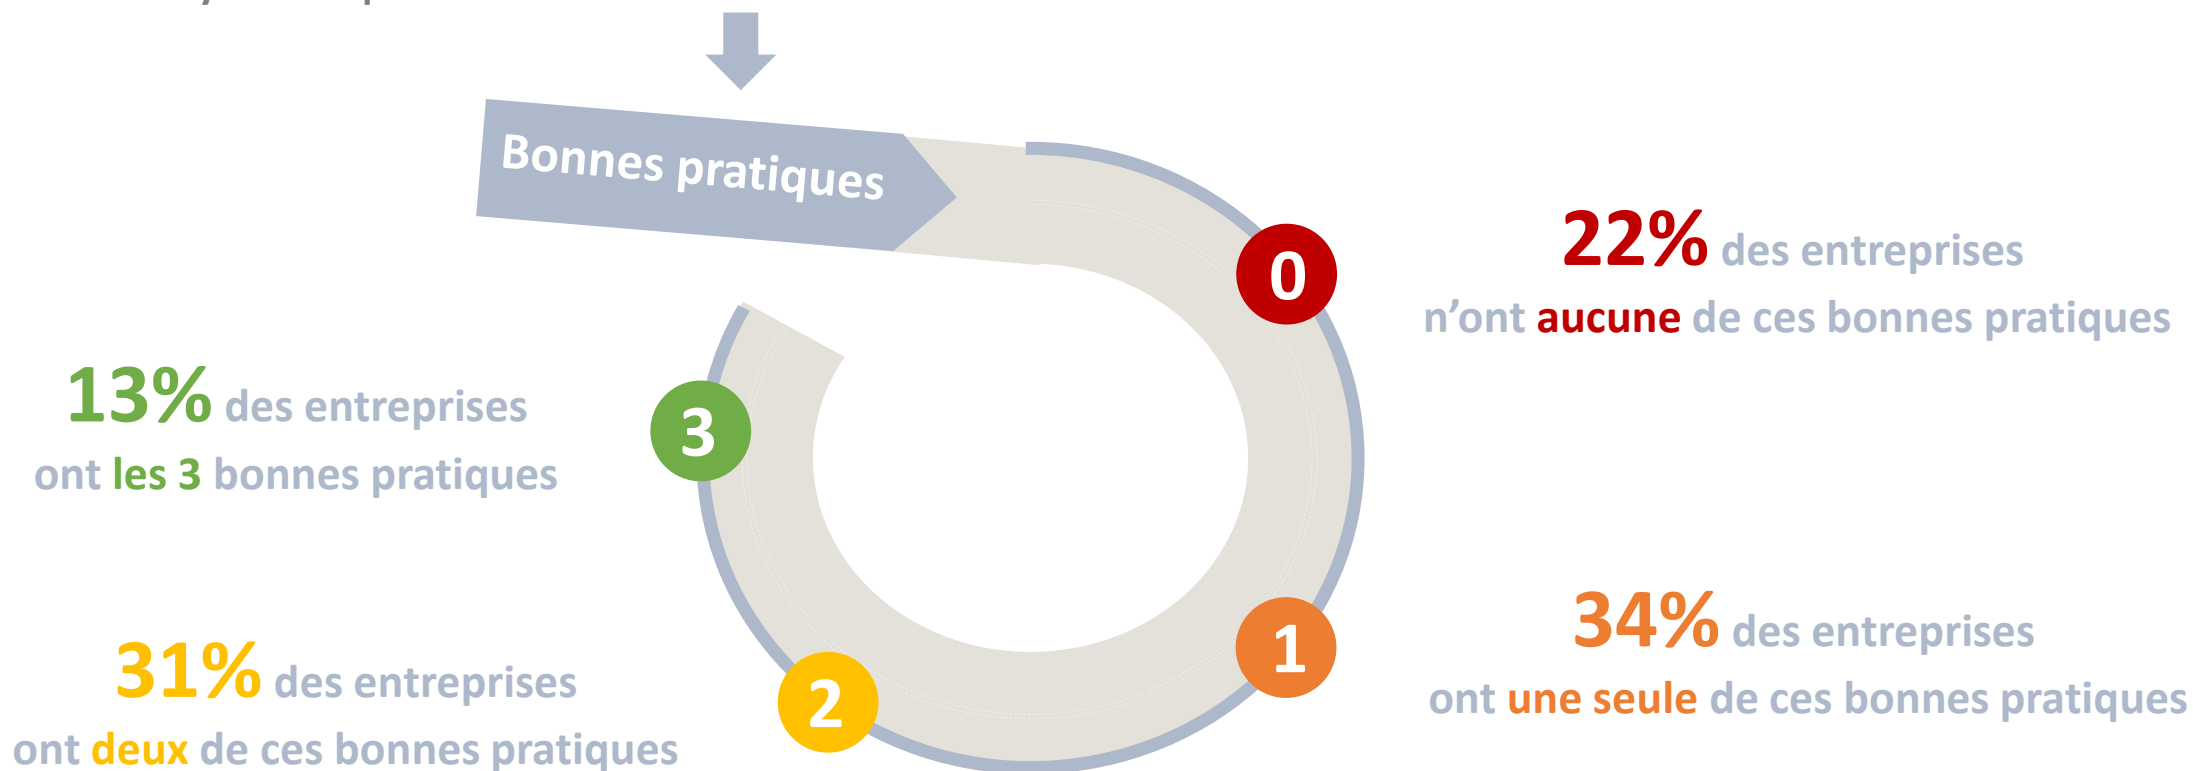 Bonnes pratiques
0
22% des entreprises
n’ont aucune de ces bonnes pratiques
13% des entreprises
ont les 3 bonnes pratiques
3
34% des entreprises
ont une seule de ces bonnes pratiques
1
31% des entreprises
ont deux de ces bonnes pratiques
2